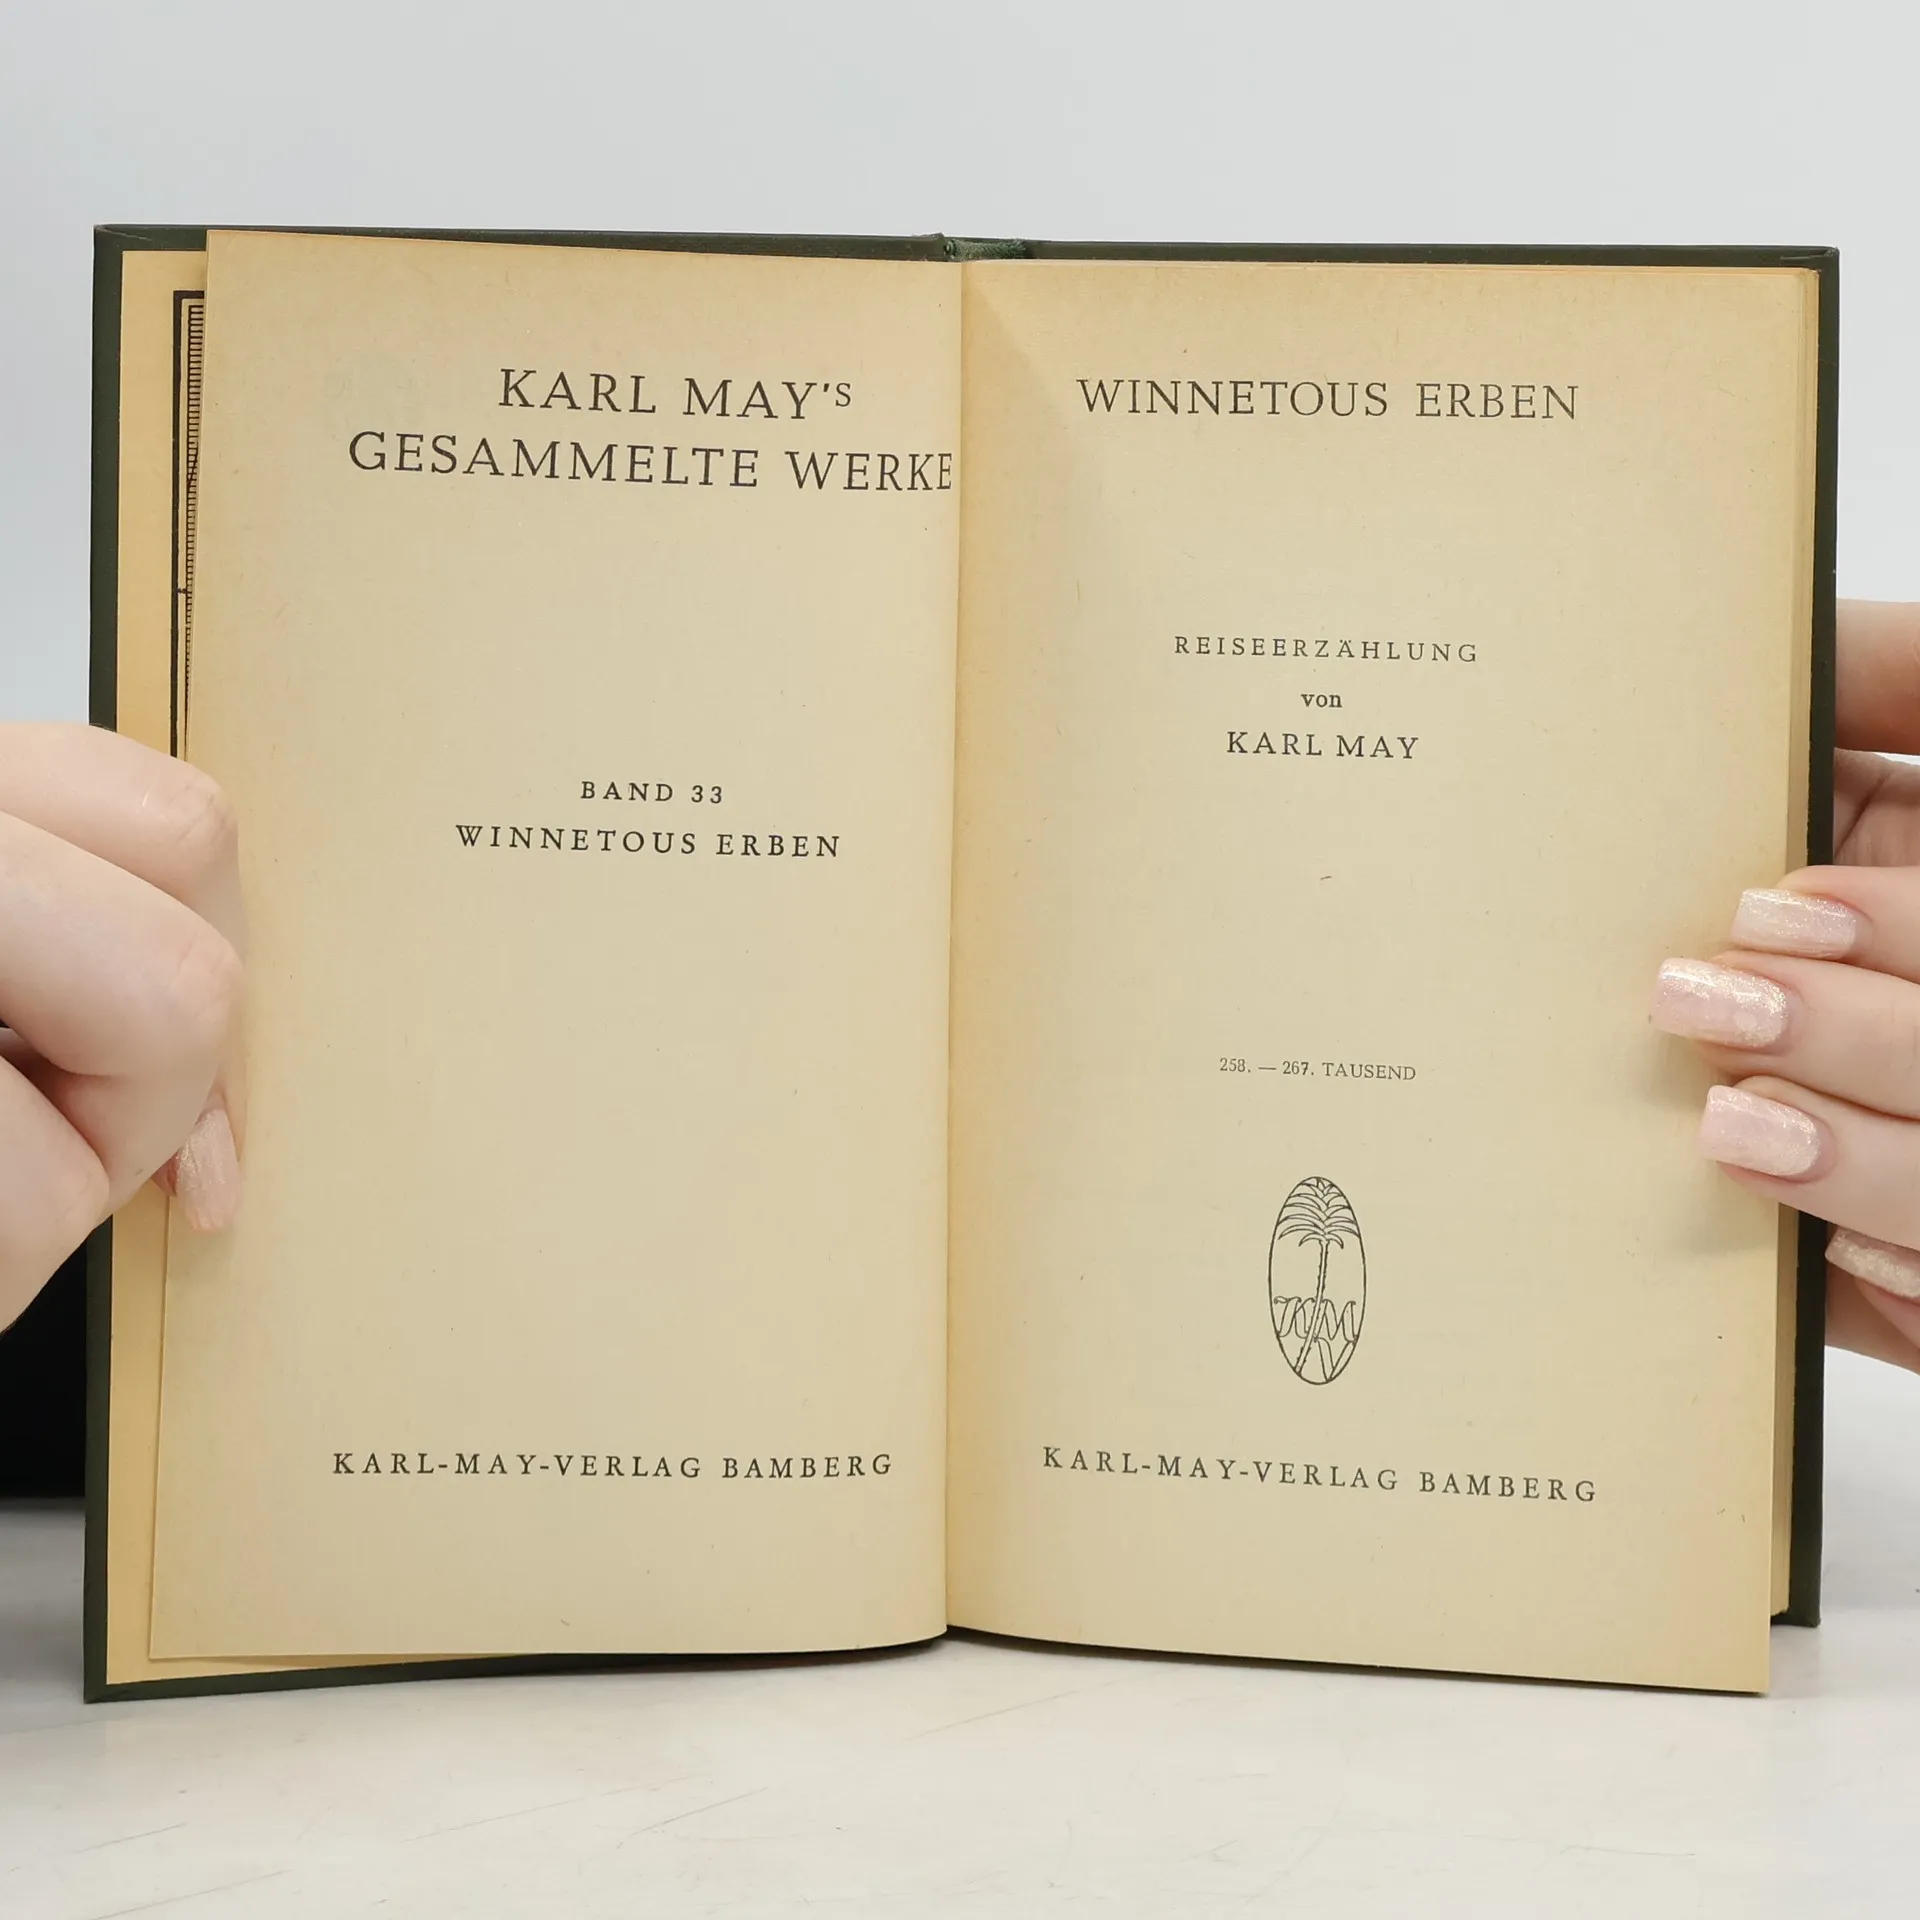 KARL MAY'S
GESAMMELTE WERKE
BAND 33
WINNETOUS ERBEN
KARL-MAY-VERLAG BAMBERG
WINNETOUS ERBEN
REISEERZÄHLUNG
von
KARL MAY
258. — 267. TAUSEND
KM
V
KARL-MAY-VERLAG BAMBERG